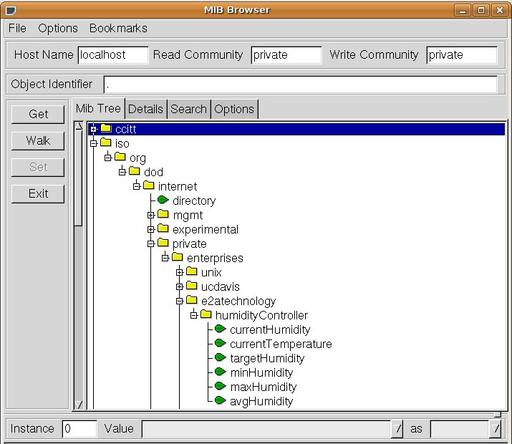 MIB Browser
File Options Bookmarks
Host Name localhost Read Community private Write Community private
Object Identifier .
Get
Walk
Set
Exit
Mib Tree Details Search Options
ccitt
iso
org
dod
internet
directory
mgmt
experimental
private
enterprises
unix
ucdavis
e2atechnology
humidityController
currentHumidity
currentTemperature
targetHumidity
minHumidity
maxHumidity
avgHumidity
Instance 0 Value as